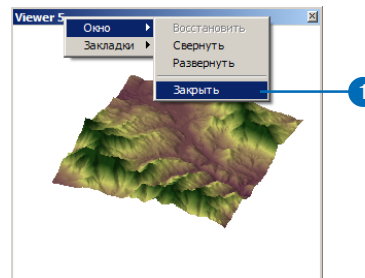 Viewer 5
Окно
Закладки
Восстановить
Свернуть
Развернуть
Закрыть
1